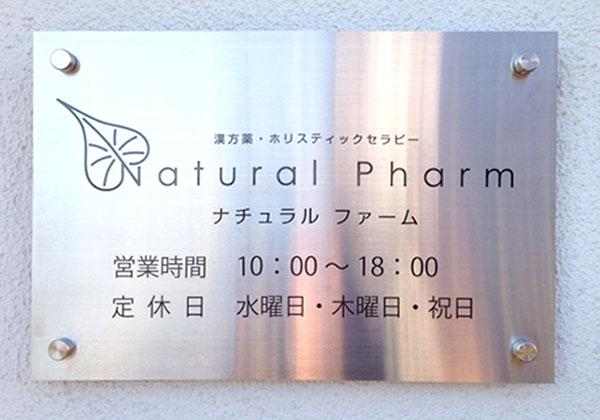 漢方薬・ホリスティックセラピー
Natural Pharm
ナチュラル ファーム
営業時間 10：00～18：00
定休日 水曜日・木曜日・祝日